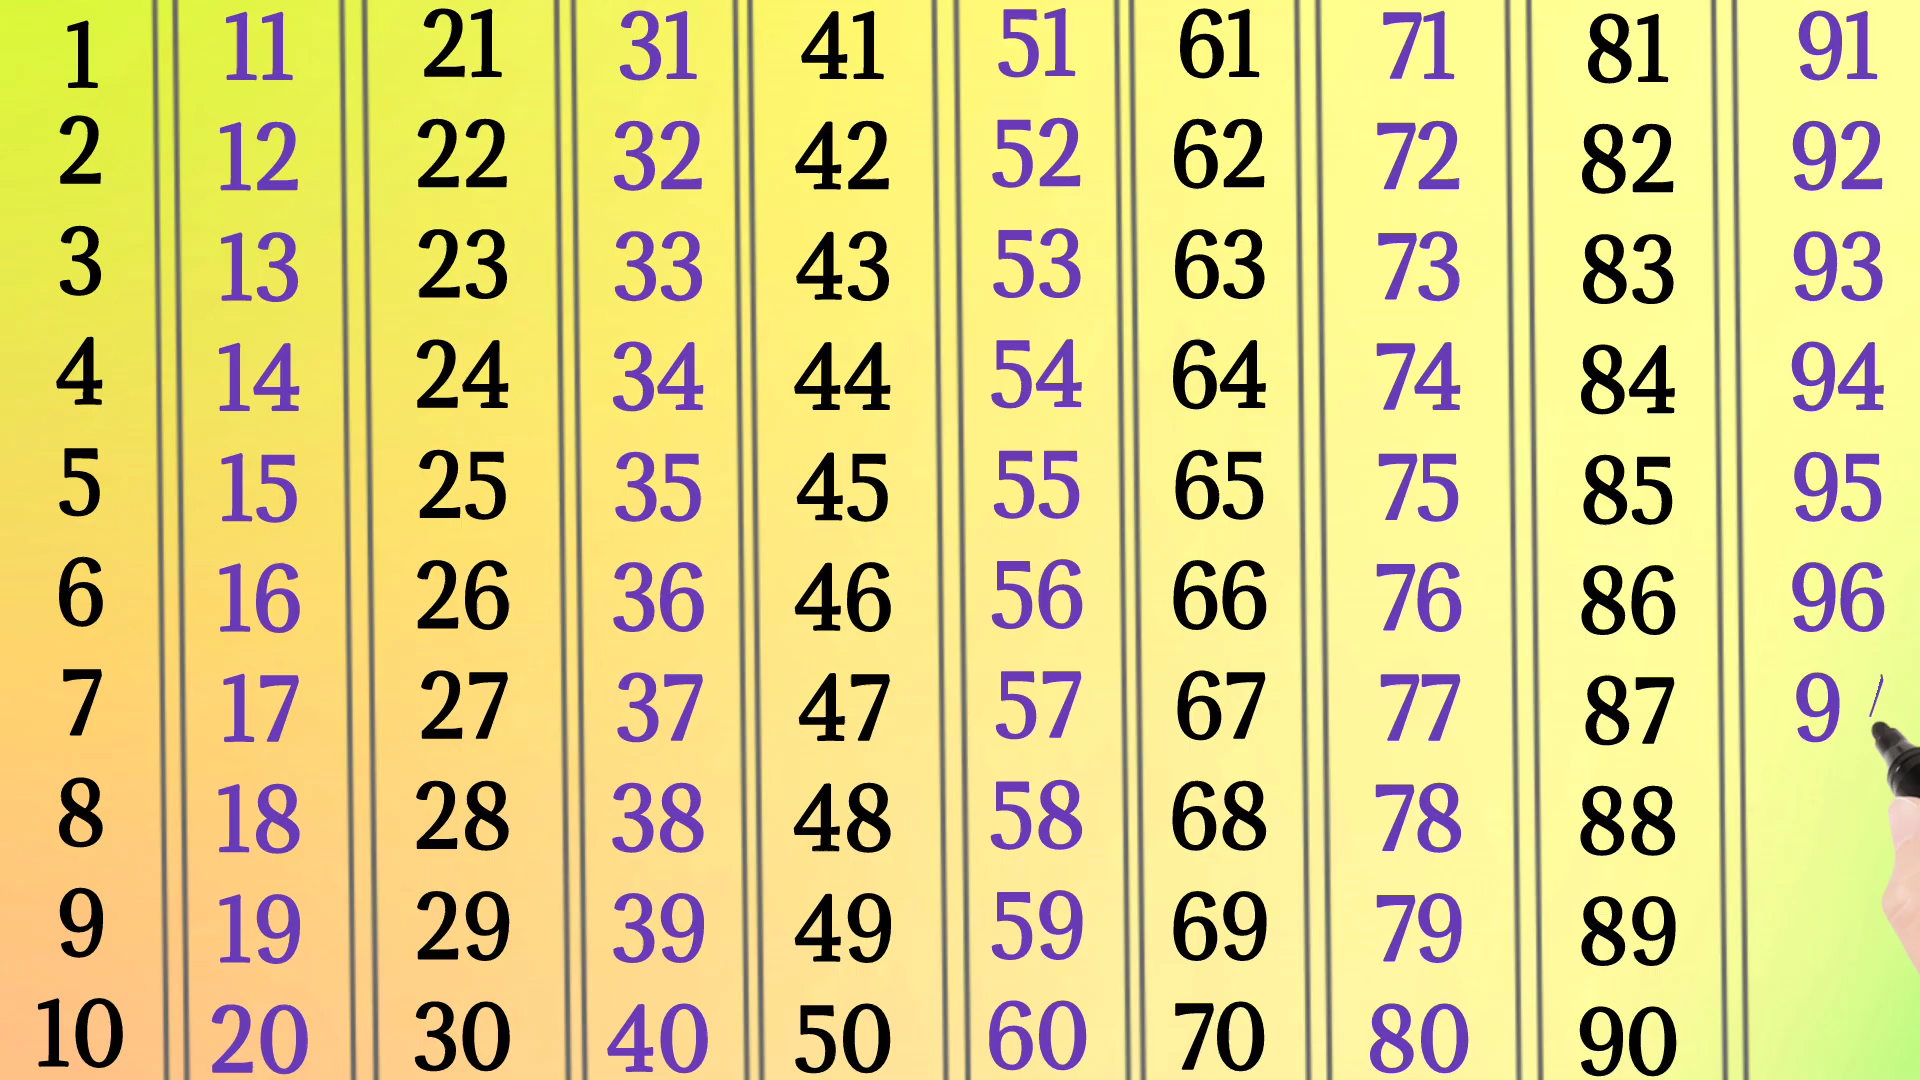 1 11 21 31 41 51 61 71 81 91
2 12 22 32 42 52 62 72 82 92
3 13 23 33 43 53 63 73 83 93
4 14 24 34 44 54 64 74 84 94
5 15 25 35 45 55 65 75 85 95
6 16 26 36 46 56 66 76 86 96
7 17 27 37 47 57 67 77 87 9
8 18 28 38 48 58 68 78 88
9 19 29 39 49 59 69 79 89
10 20 30 40 50 60 70 80 90